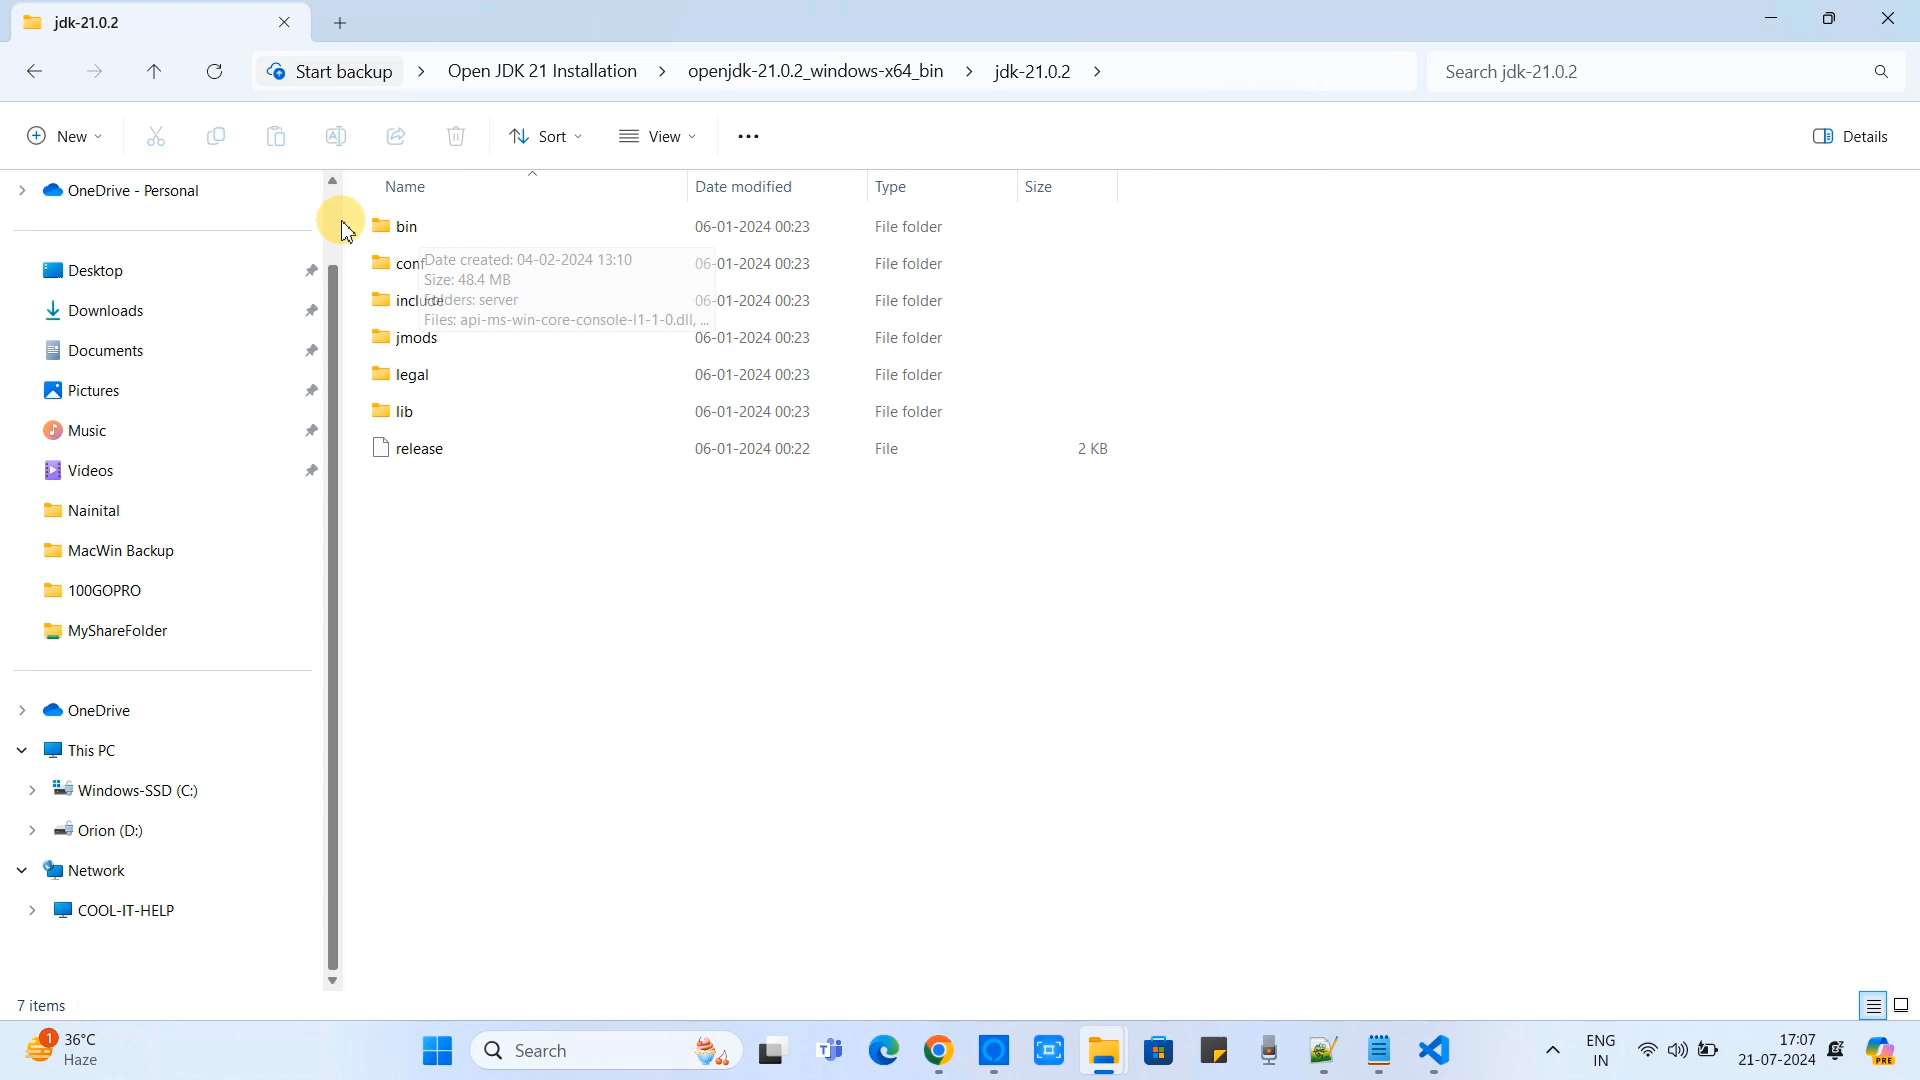 jdk-21.0.2
Start backup > Open JDK 21 Installation > openjdk-21.0.2_windows-x64_bin > jdk-21.0.2 >
Search jdk-21.0.2
New
Sort
View
Details
OneDrive - Personal
Desktop
Downloads
Documents
Pictures
Music
Videos
Nainital
MacWin Backup
100GOPRO
MyShareFolder
OneDrive
This PC
Windows-SSD (C:)
Orion (D:)
Network
COOL-IT-HELP
Name Date modified Type Size
bin 06-01-2024 00:23 File folder
conf 06-01-2024 00:23 File folder
include 06-01-2024 00:23 File folder
jmods 06-01-2024 00:23 File folder
legal 06-01-2024 00:23 File folder
lib 06-01-2024 00:23 File folder
release 06-01-2024 00:22 File 2 KB
Date created: 04-02-2024 13:10
Size: 48.4 MB
Folders: server
Files: api-ms-win-core-console-l1-1-0.dll, ...
7 items
1
36°C
Haze
Search
ENG
IN
17:07
21-07-2024
PRE